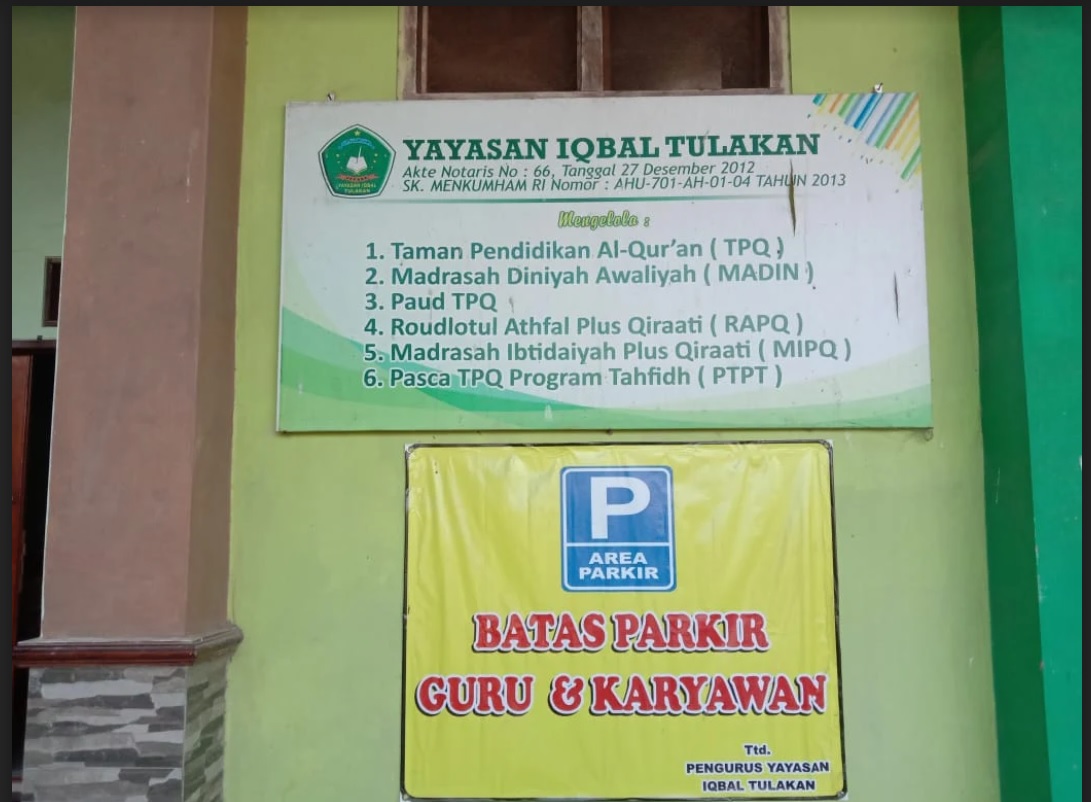 YAYASAN IQBAL TULAKAN
Akte Notaris No : 66, Tanggal 27 Desember 2012
SK. MENKUMHAM RI Nomor : AHU-701-AH-01-04 TAHUN 2013
YAYASAN IQBAL
TULAKAN
Mengelola :
1. Taman Pendidikan Al-Qur'an ( TPQ )
2. Madrasah Diniyah Awaliyah ( MADIN )
3. Paud TPQ
4. Roudlotul Athfal Plus Qiraati ( RAPQ )
5. Madrasah Ibtidaiyah Plus Qiraati ( MIPQ )
6. Pasca TPQ Program Tahfidh ( PTPT )
P
AREA
PARKIR
BATAS PARKIR
GURU & KARYAWAN
Ttd.
PENGURUS YAYASAN
IQBAL TULAKAN